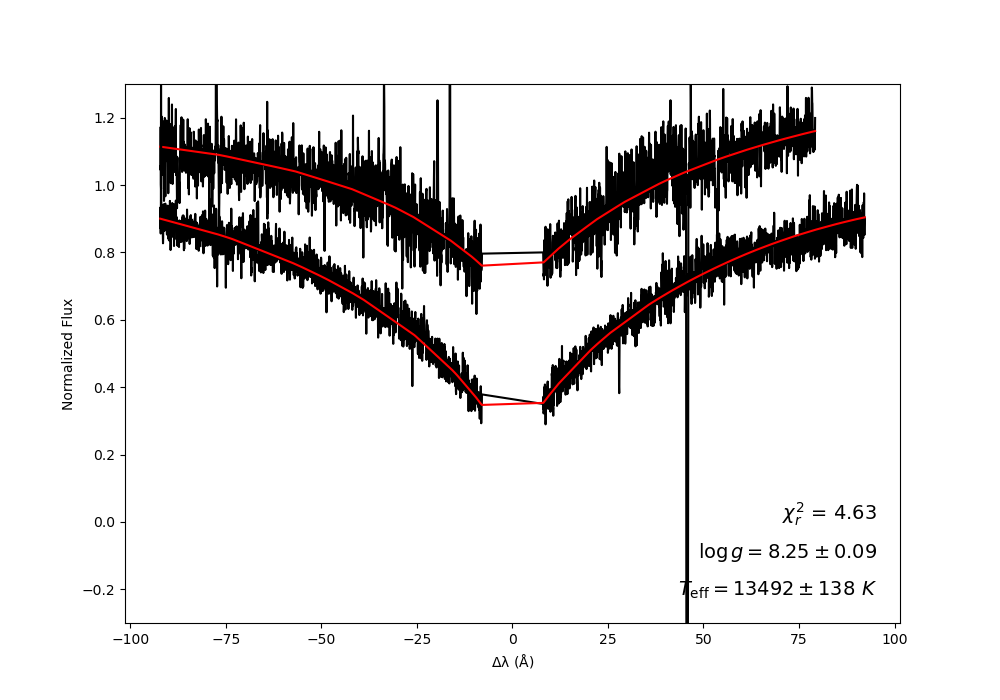 1.2
1.0
0.8
0.6
0.4
0.2
0.0
−0.2
Normalized Flux
χ²ᵣ = 4.63
log g = 8.25 ± 0.09
T_eff = 13492 ± 138 K
−100 −75 −50 −25 0 25 50 75 100
Δλ (Å)